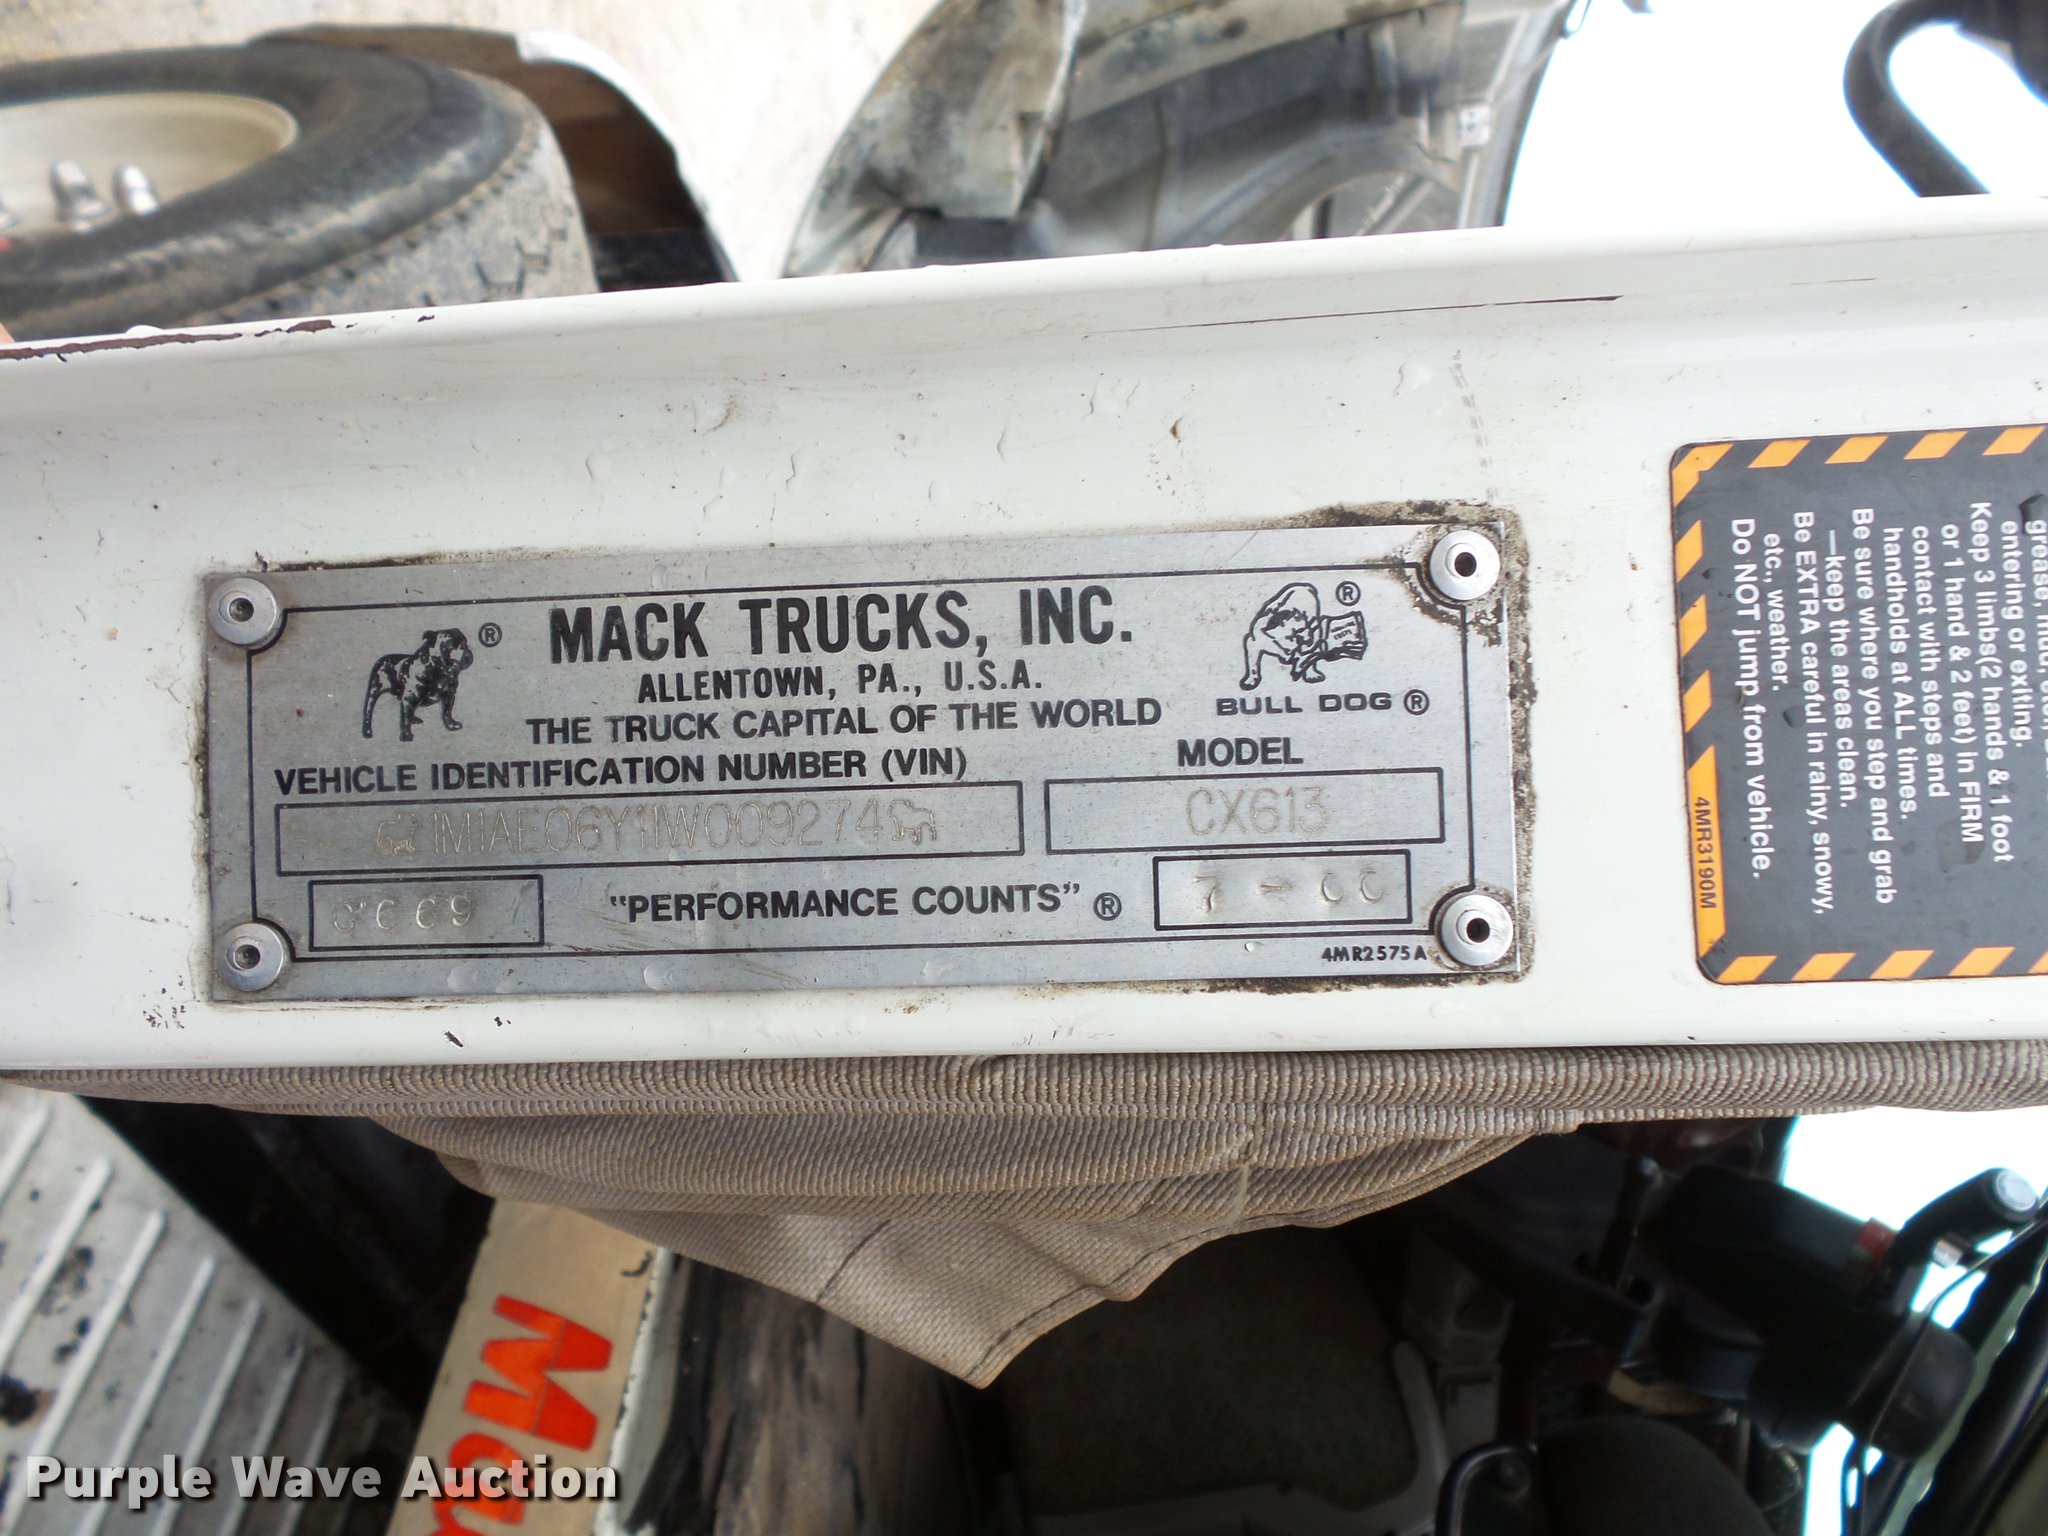 MACK TRUCKS, INC.
ALLENTOWN, PA., U.S.A.
THE TRUCK CAPITAL OF THE WORLD
BULL DOG ®
®
®
VEHICLE IDENTIFICATION NUMBER (VIN)
1M1AE06Y11W009274
MODEL
CX613
"PERFORMANCE COUNTS" ®
7-00
4MR2575A
entering or exiting.
Keep 3 limbs(2 hands & 1 foot
or 1 hand & 2 feet) in FIRM
contact with steps and
handholds at ALL times.
Be sure where you step and grab
—keep the areas clean.
Be EXTRA careful in rainy, snowy,
etc., weather.
Do NOT jump from vehicle.
4MR3190M
Purple Wave Auction